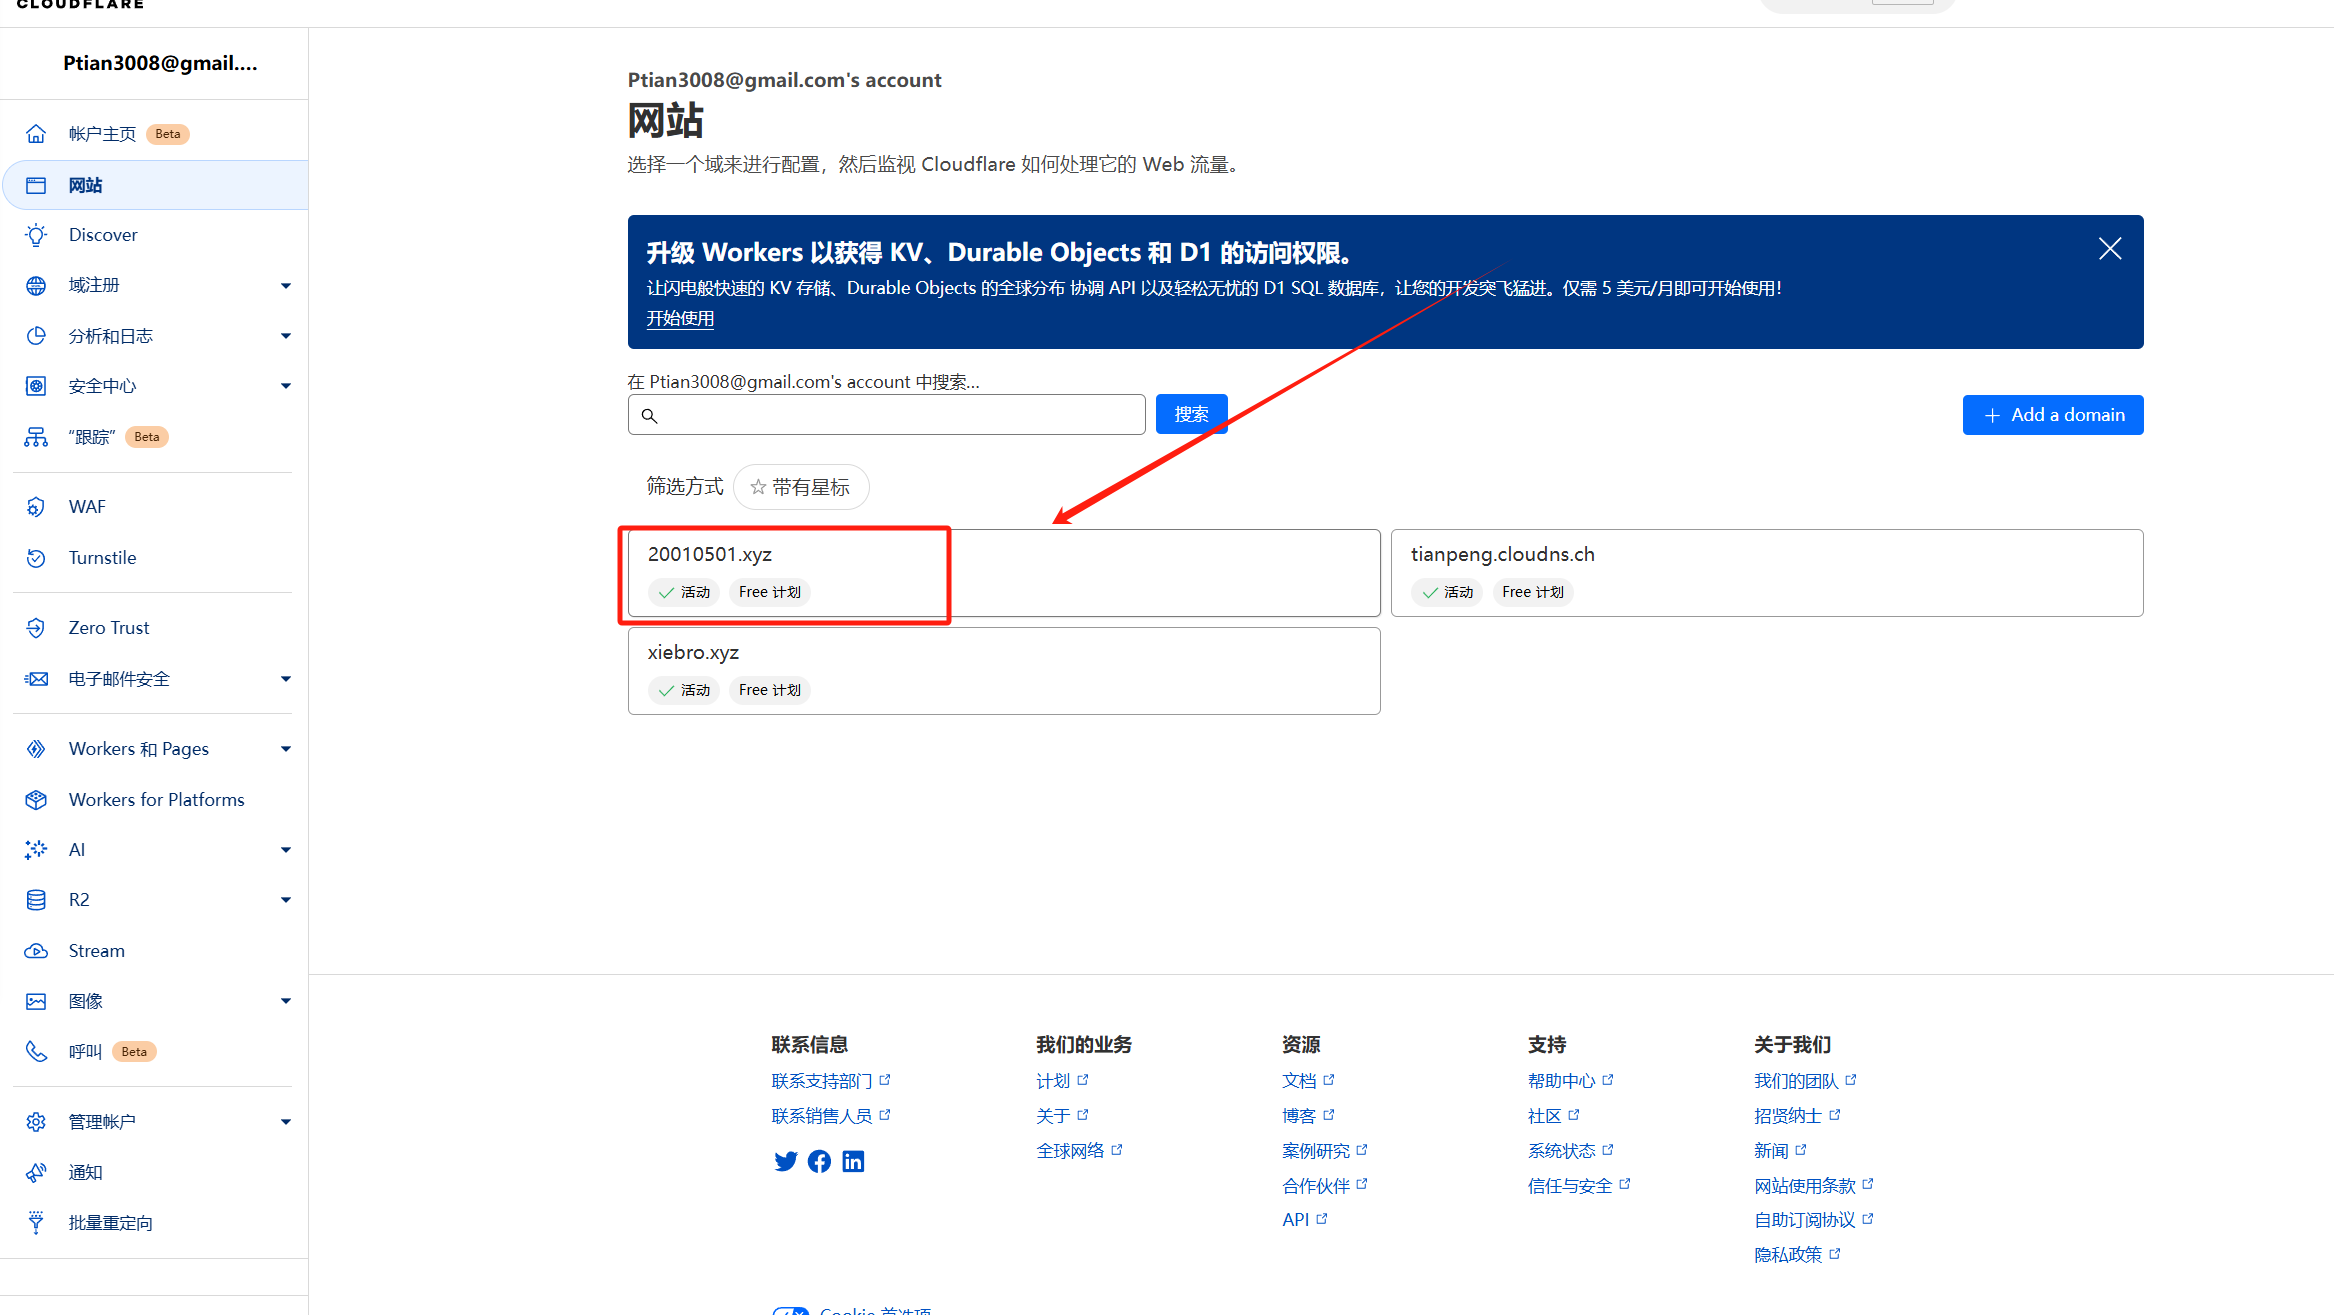 CLOUDFLARE
Ptian3008@gmail....
帐户主页 Beta
网站
Discover
域注册
分析和日志
安全中心
“跟踪” Beta
WAF
Turnstile
Zero Trust
电子邮件安全
Workers 和 Pages
Workers for Platforms
AI
R2
Stream
图像
呼叫 Beta
管理帐户
通知
批量重定向
Ptian3008@gmail.com's account
网站
选择一个域来进行配置，然后监视 Cloudflare 如何处理它的 Web 流量。
升级 Workers 以获得 KV、Durable Objects 和 D1 的访问权限。
让闪电般快速的 KV 存储、Durable Objects 的全球分布 协调 API 以及轻松无忧的 D1 SQL 数据库，让您的开发突飞猛进。仅需 5 美元/月即可开始使用！
开始使用
在 Ptian3008@gmail.com's account 中搜索...
搜索
Add a domain
筛选方式 带有星标
20010501.xyz
活动 Free 计划
tianpeng.cloudns.ch
活动 Free 计划
xiebro.xyz
活动 Free 计划
联系信息
联系支持部门
联系销售人员
我们的业务
计划
关于
全球网络
资源
文档
博客
案例研究
合作伙伴
API
支持
帮助中心
社区
系统状态
信任与安全
关于我们
我们的团队
招贤纳士
新闻
网站使用条款
自助订阅协议
隐私政策
Cookie 首选项